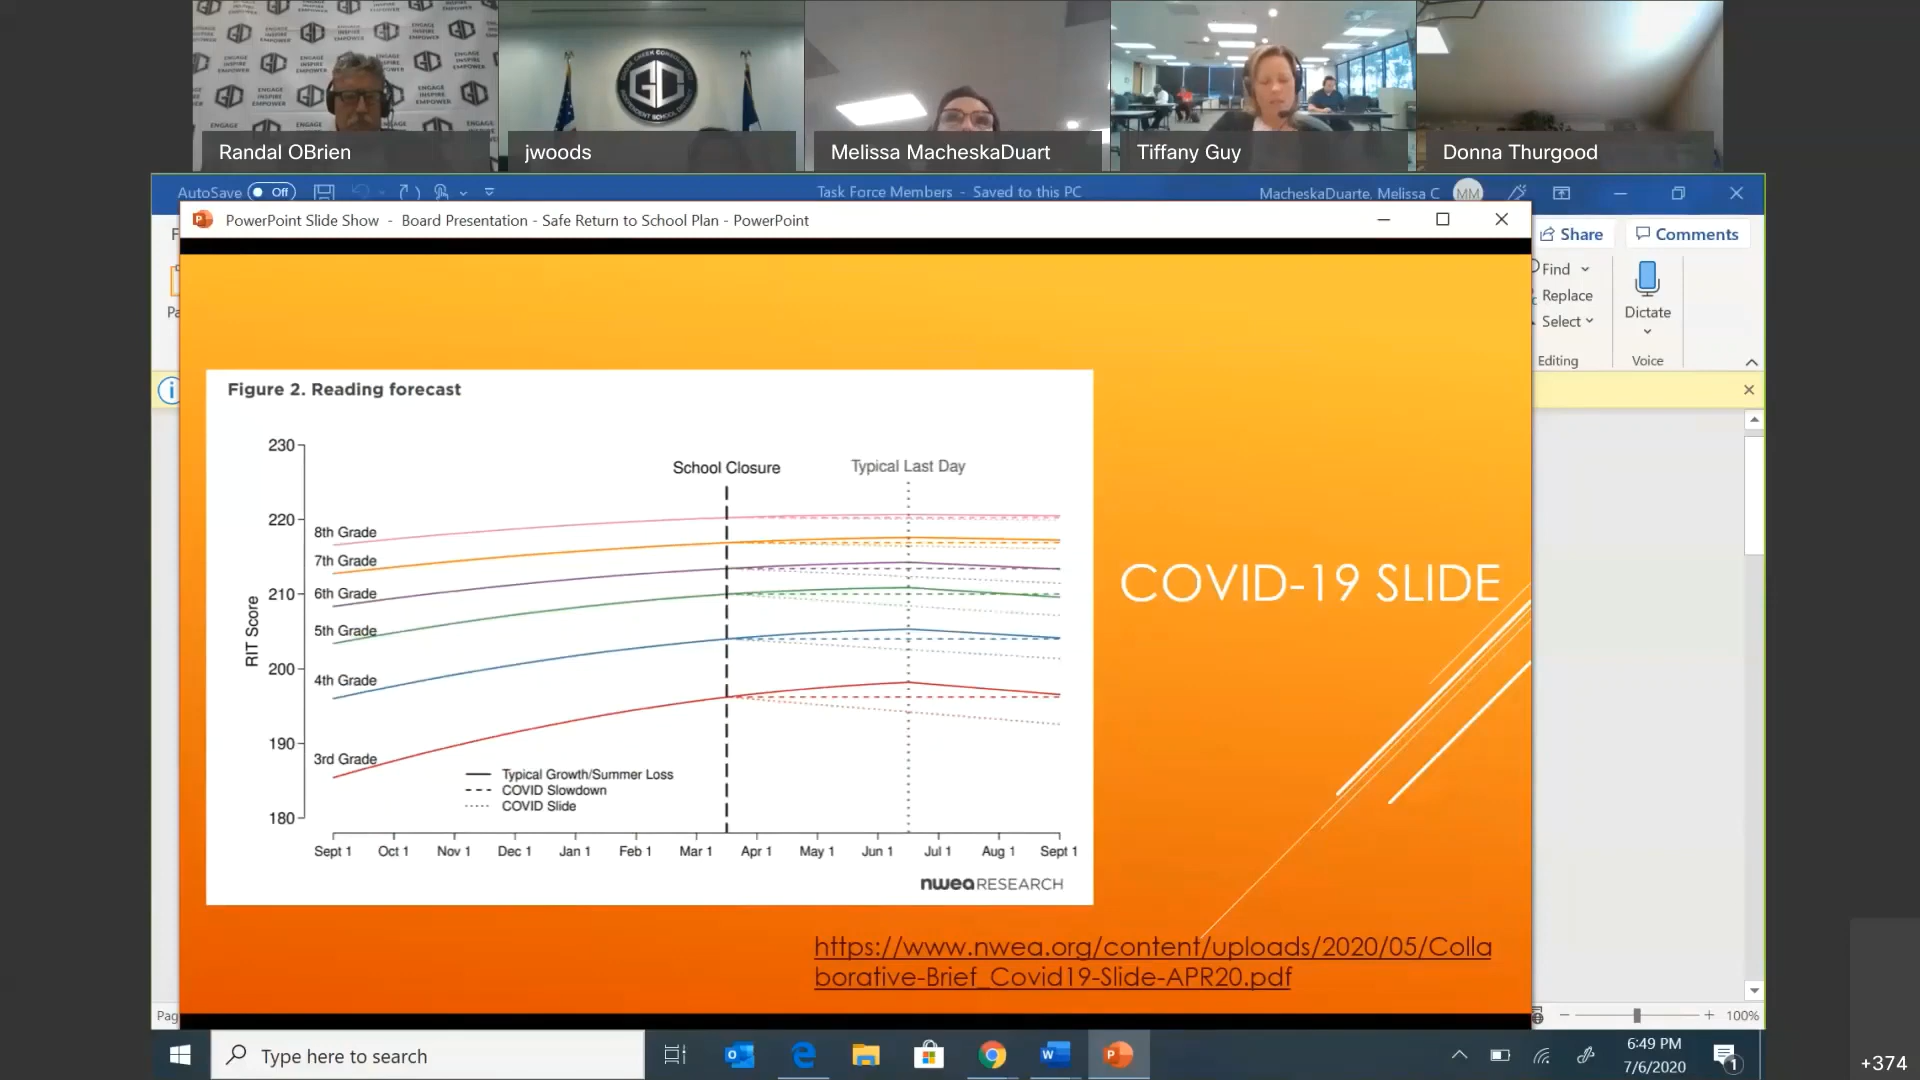 ENGAGE INSPIRE EMPOWER
GC
Randal OBrien
jwoods
Melissa MacheskaDuart
Tiffany Guy
Donna Thurgood
AutoSave Off
Task Force Members - Saved to this PC
MacheskaDuarte, Melissa C MM
PowerPoint Slide Show - Board Presentation - Safe Return to School Plan - PowerPoint
Share
Comments
Find
Replace
Select
Editing
Dictate
Voice
Figure 2. Reading forecast
230
220
210
200
190
180
RIT Score
School Closure
Typical Last Day
8th Grade
7th Grade
6th Grade
5th Grade
4th Grade
3rd Grade
Typical Growth/Summer Loss
COVID Slowdown
COVID Slide
Sept 1 Oct 1 Nov 1 Dec 1 Jan 1 Feb 1 Mar 1 Apr 1 May 1 Jun 1 Jul 1 Aug 1 Sept 1
nwea RESEARCH
COVID-19 SLIDE
https://www.nwea.org/content/uploads/2020/05/Colla
borative-Brief_Covid19-Slide-APR20.pdf
Pag
100%
Type here to search
6:49 PM
7/6/2020
1
+374